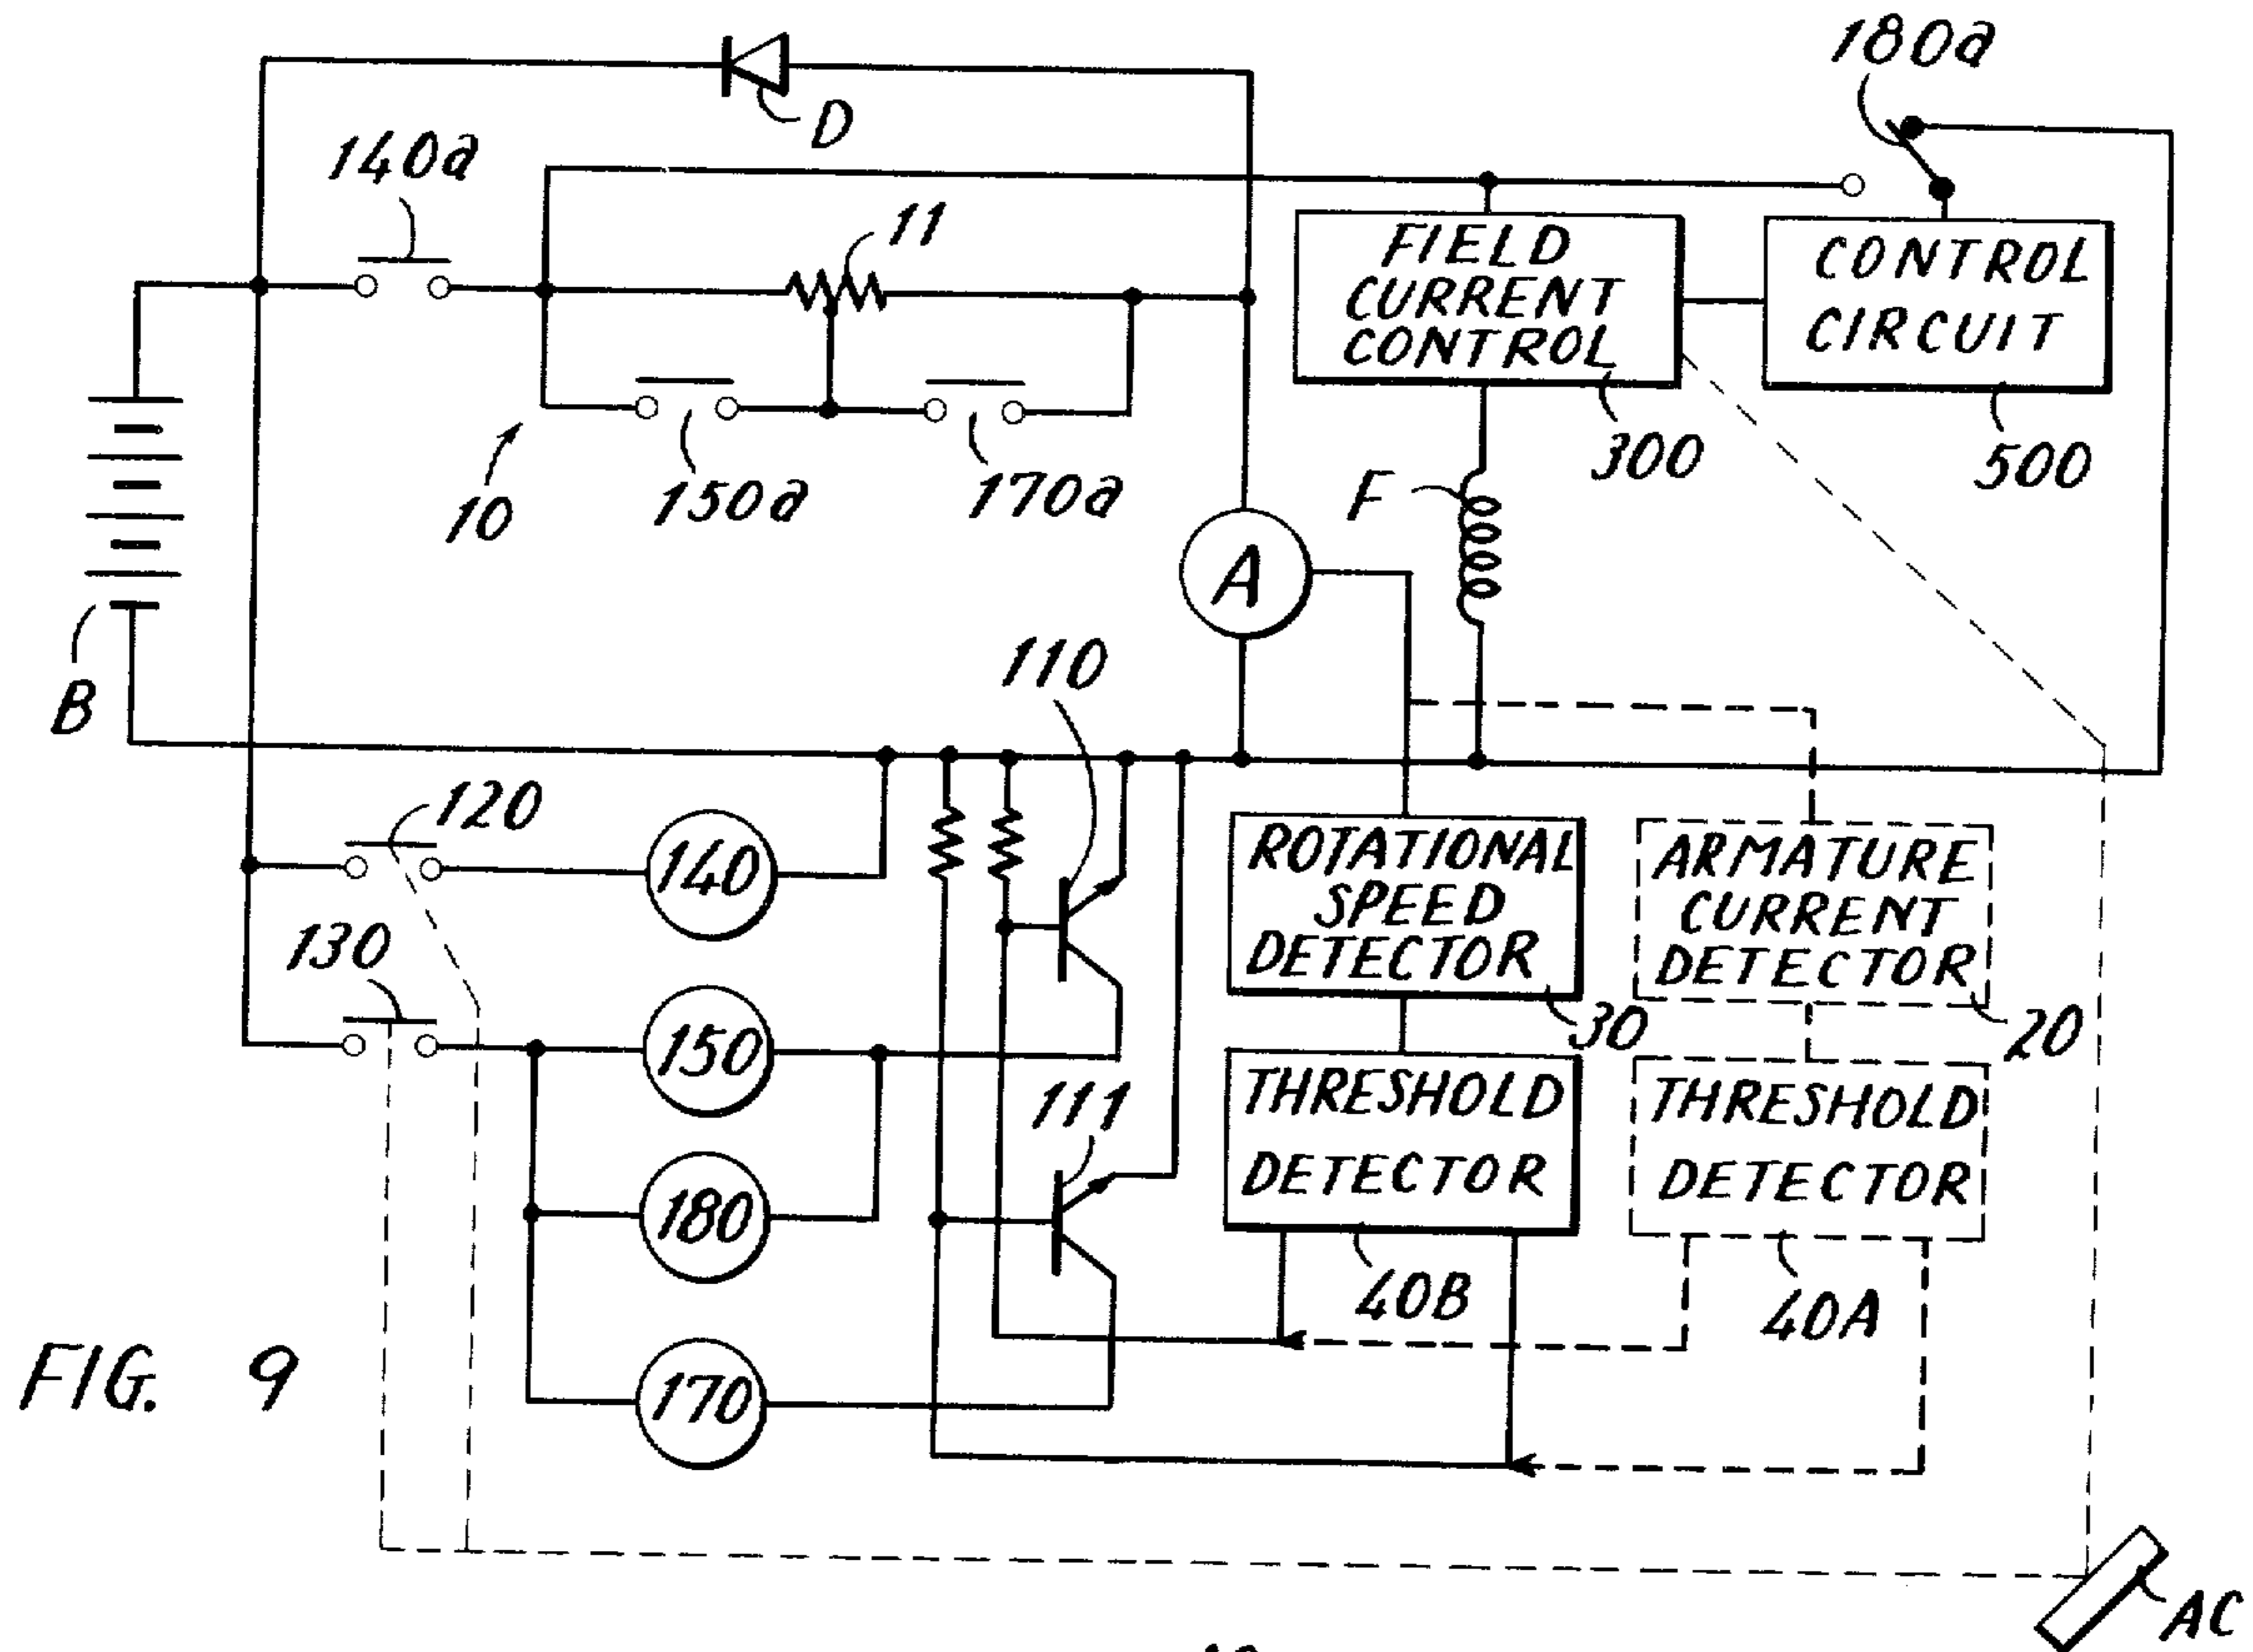 180a
D
140a
11
FIELD
CURRENT
CONTROL
CONTROL
CIRCUIT
300
500
10
150a
170a
F
A
B
110
120
140
ROTATIONAL
SPEED
DETECTOR
ARMATURE
CURRENT
DETECTOR
130
30
20
150
111
THRESHOLD
DETECTOR
THRESHOLD
DETECTOR
180
40B
40A
FIG. 9
170
AC